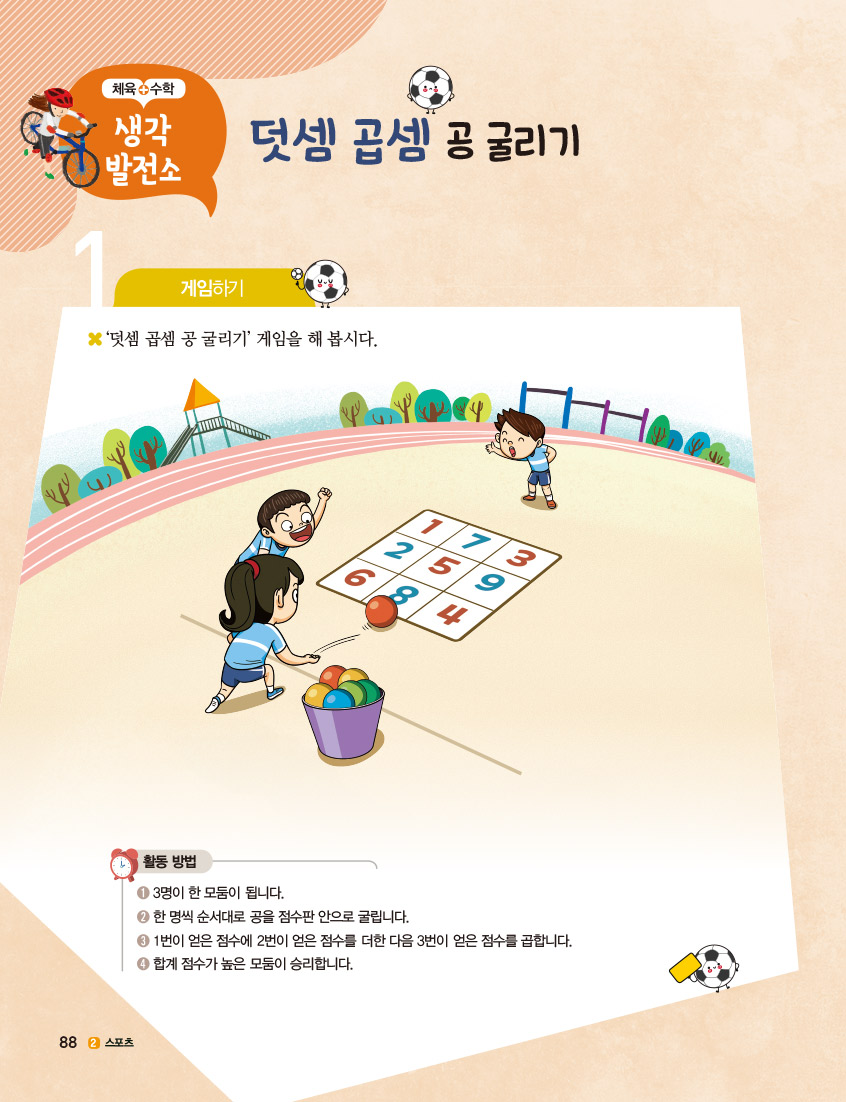 체육+수학
생각
발전소
덧셈 곱셈 공 굴리기
1
게임하기
'덧셈 곱셈 공 굴리기' 게임을 해 봅시다.
1 7 3
2 5 9
6 8 4
활동 방법
❶ 3명이 한 모둠이 됩니다.
❷ 한 명씩 순서대로 공을 점수판 안으로 굴립니다.
❸ 1번이 얻은 점수에 2번이 얻은 점수를 더한 다음 3번이 얻은 점수를 곱합니다.
❹ 합계 점수가 높은 모둠이 승리합니다.
88 2 스포츠